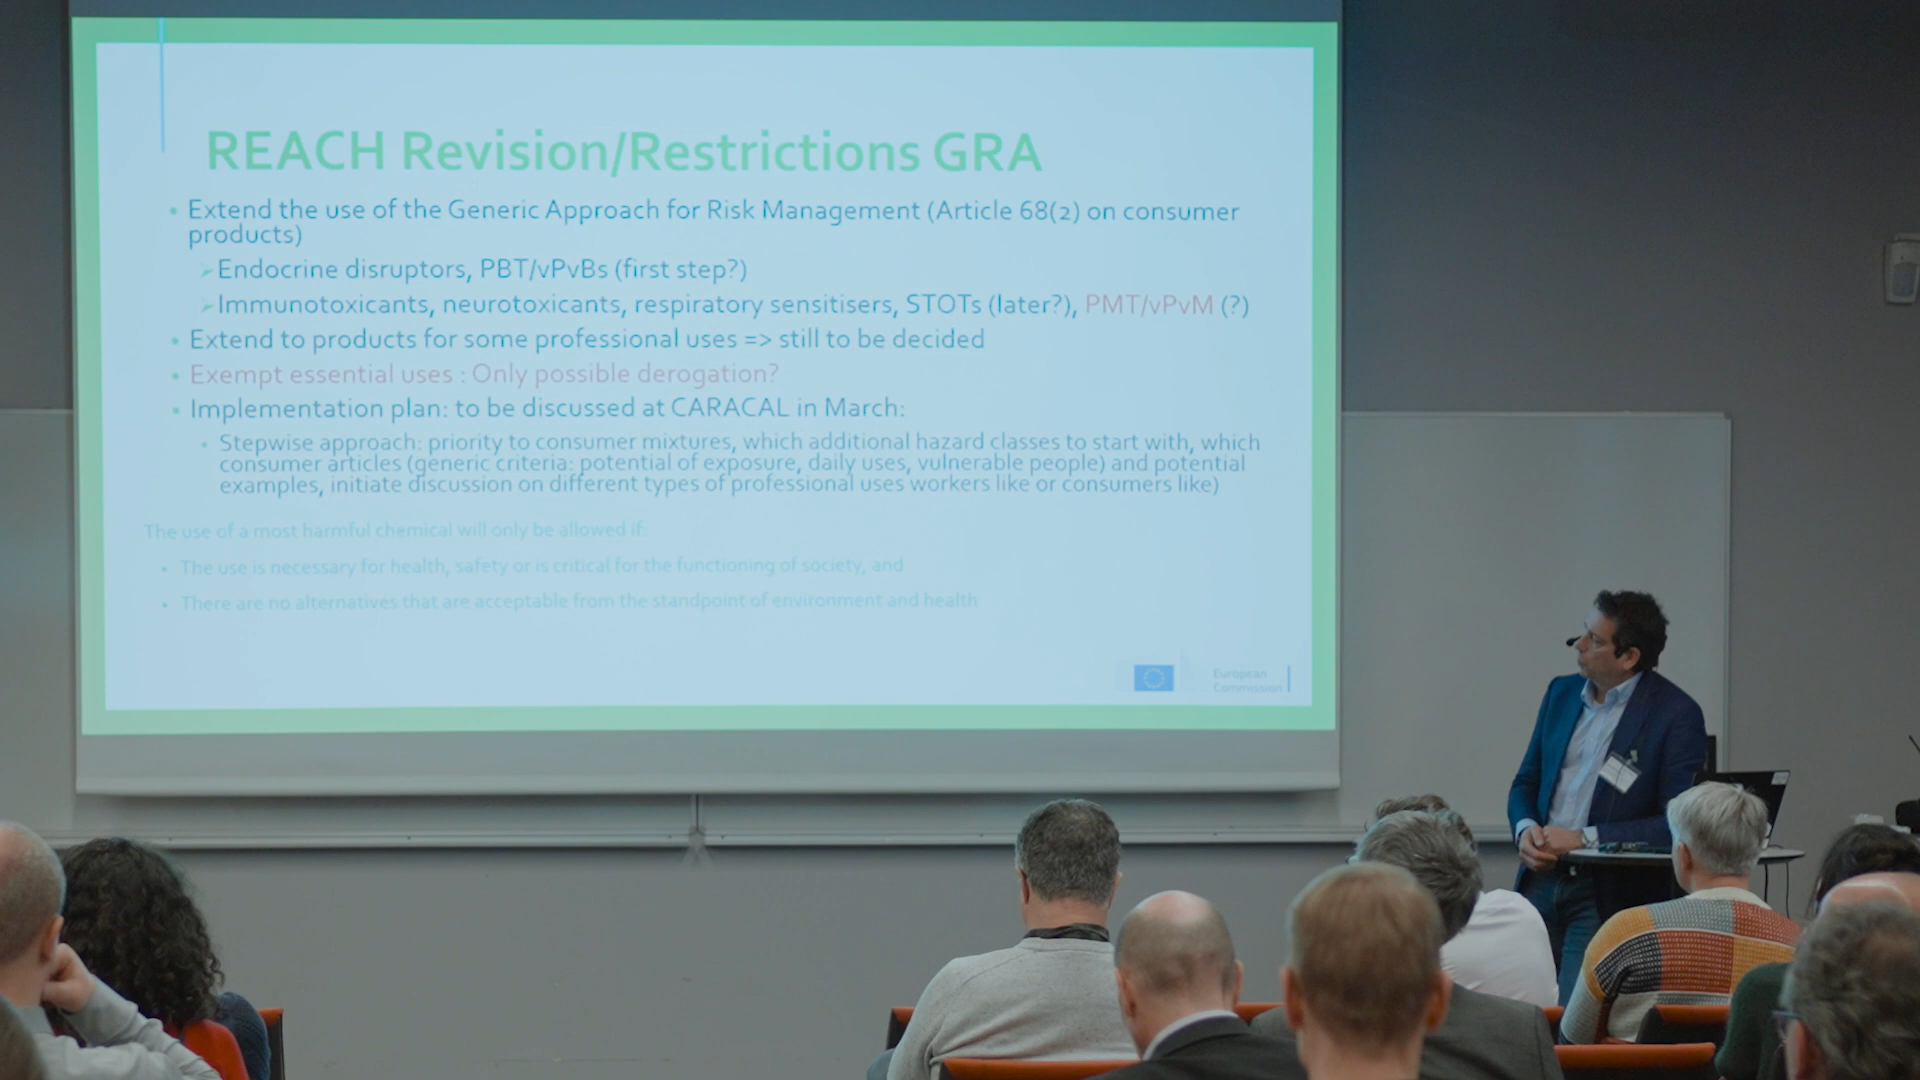 REACH Revision/Restrictions GRA
• Extend the use of the Generic Approach for Risk Management (Article 68(2) on consumer
products)
➢Endocrine disruptors, PBT/vPvBs (first step?)
➢Immunotoxicants, neurotoxicants, respiratory sensitisers, STOTs (later?), PMT/vPvM (?)
• Extend to products for some professional uses => still to be decided
• Exempt essential uses : Only possible derogation?
• Implementation plan: to be discussed at CARACAL in March:
• Stepwise approach: priority to consumer mixtures, which additional hazard classes to start with, which
consumer articles (generic criteria: potential of exposure, daily uses, vulnerable people) and potential
examples, initiate discussion on different types of professional uses workers like or consumers like)
The use of a most harmful chemical will only be allowed if:
• The use is necessary for health, safety or is critical for the functioning of society, and
• There are no alternatives that are acceptable from the standpoint of environment and health
European
Commission